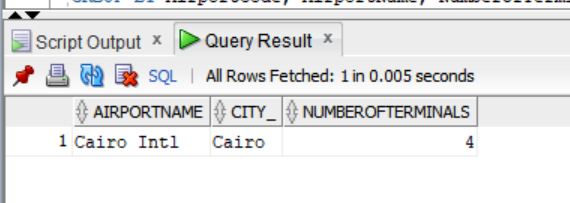 Script Output × Query Result ×
SQL | All Rows Fetched: 1 in 0.005 seconds
AIRPORTNAME CITY_ NUMBEROFTERMINALS
1 Cairo Intl Cairo 4